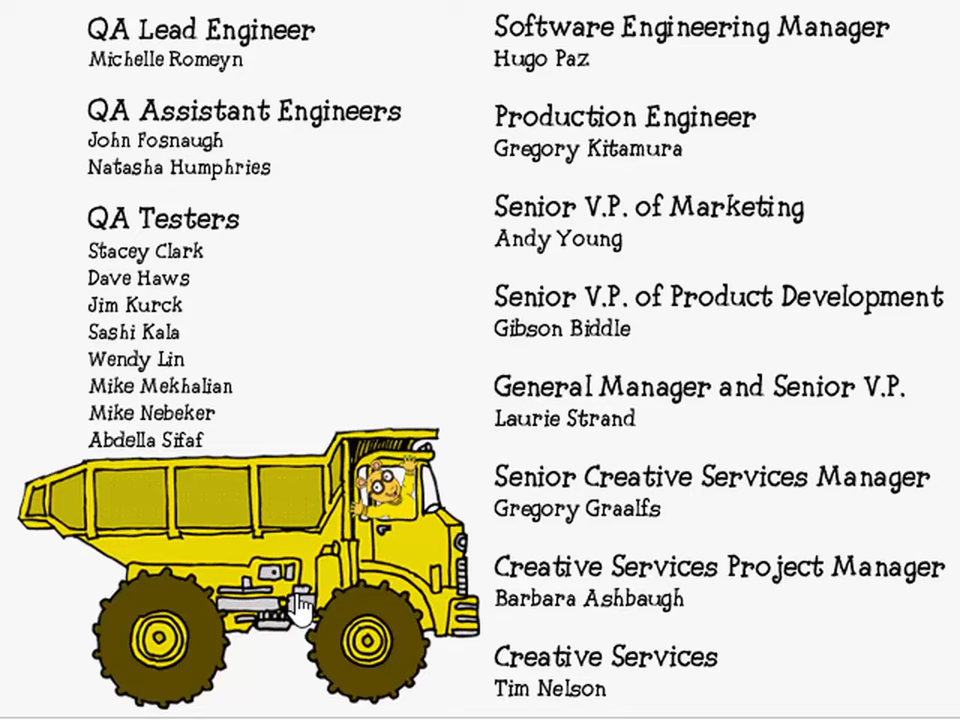 QA Lead Engineer
Michelle Romeyn
QA Assistant Engineers
John Fosnaugh
Natasha Humphries
QA Testers
Stacey Clark
Dave Haws
Jim Kurck
Sashi Kala
Wendy Lin
Mike Mekhalian
Mike Nebeker
Abdella Sifaf
Software Engineering Manager
Hugo Paz
Production Engineer
Gregory Kitamura
Senior V.P. of Marketing
Andy Young
Senior V.P. of Product Development
Gibson Biddle
General Manager and Senior V.P.
Laurie Strand
Senior Creative Services Manager
Gregory Graalfs
Creative Services Project Manager
Barbara Ashbaugh
Creative Services
Tim Nelson